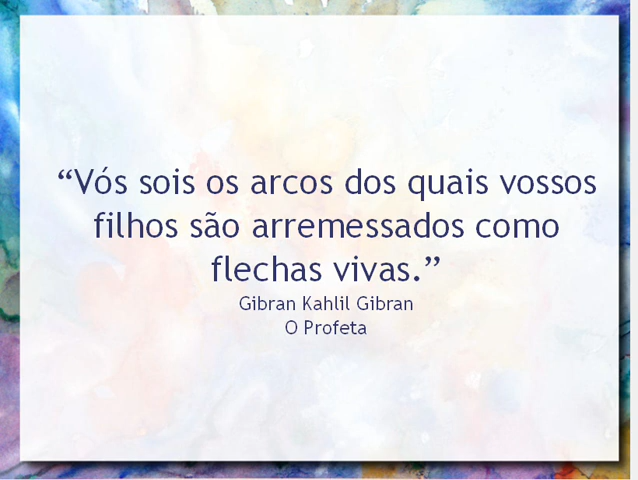 “Vós sois os arcos dos quais vossos
filhos são arremessados como
flechas vivas.”
Gibran Kahlil Gibran
O Profeta